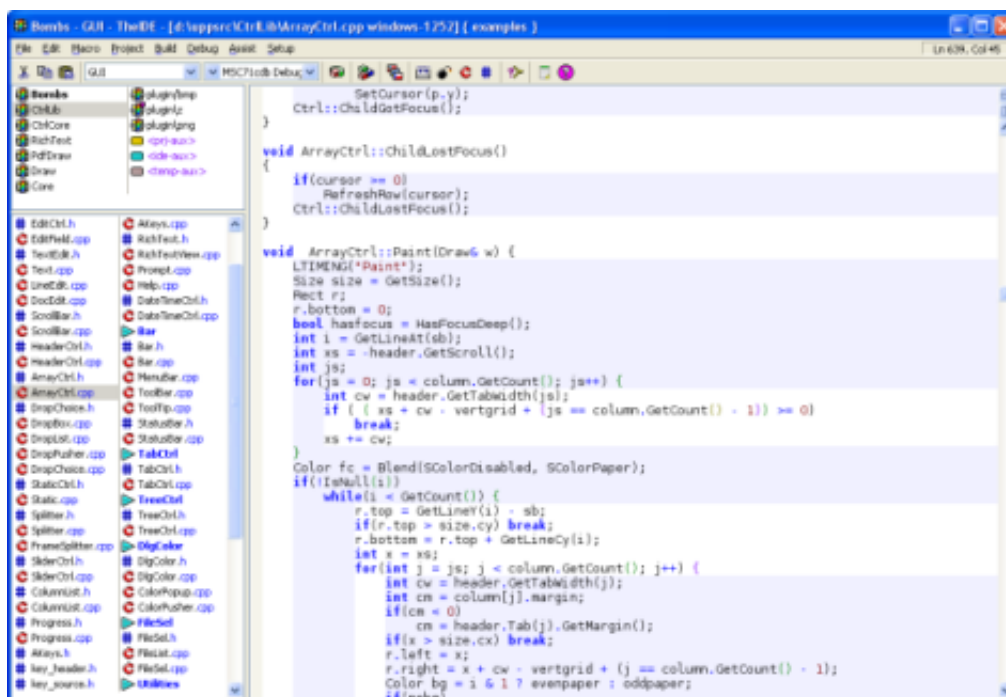 Bombs - GUI - TheIDE - [d:\uppsrc\CtrlLib\ArrayCtrl.cpp windows-1252] { examples }
File Edit Macro Project Build Debug Assist Setup
Ln 639, Col 45
GUI
MSC71cdb Debug
Bombs
CtrlLib
CtrlCore
RichText
PdfDraw
Draw
Core
plugin/bmp
plugin\z
plugin\png
<prj-aux>
<ide-aux>
<temp-aux>
EditCtrl.h
EditField.cpp
TextEdit.h
Text.cpp
LineEdit.cpp
DocEdit.cpp
ScrollBar.h
ScrollBar.cpp
HeaderCtrl.h
HeaderCtrl.cpp
ArrayCtrl.h
ArrayCtrl.cpp
DropChoice.h
DropBox.cpp
DropList.cpp
DropPusher.cpp
DropChoice.cpp
StaticCtrl.h
Static.cpp
Splitter.h
Splitter.cpp
FrameSplitter.cpp
SliderCtrl.h
SliderCtrl.cpp
ColumnList.h
ColumnList.cpp
Progress.h
Progress.cpp
AKeys.h
key_header.h
key_source.h
AKeys.cpp
RichText.h
RichTextView.cpp
Prompt.cpp
Help.cpp
DateTimeCtrl.h
DateTimeCtrl.cpp
Bar
Bar.h
Bar.cpp
MenuBar.cpp
ToolBar.cpp
ToolTip.cpp
StatusBar.h
StatusBar.cpp
TabCtrl
TabCtrl.h
TabCtrl.cpp
TreeCtrl
TreeCtrl.h
TreeCtrl.cpp
DlgColor
DlgColor.h
DlgColor.cpp
ColorPopup.cpp
ColorPusher.cpp
FileSel
FileSel.h
FileList.cpp
FileSel.cpp
Utilities
SetCursor(p.y);
Ctrl::ChildGotFocus();
}
void ArrayCtrl::ChildLostFocus()
{
if(cursor >= 0)
RefreshRow(cursor);
Ctrl::ChildLostFocus();
}
void ArrayCtrl::Paint(Draw& w) {
LTIMING("Paint");
Size size = GetSize();
Rect r;
r.bottom = 0;
bool hasfocus = HasFocusDeep();
int i = GetLineAt(sb);
int xs = -header.GetScroll();
int js;
for(js = 0; js < column.GetCount(); js++) {
int cw = header.GetTabWidth(js);
if ( ( xs + cw - vertgrid + (js == column.GetCount() - 1)) >= 0)
break;
xs += cw;
}
Color fc = Blend(SColorDisabled, SColorPaper);
if(!IsNull(i))
while(i < GetCount()) {
r.top = GetLineY(i) - sb;
if(r.top > size.cy) break;
r.bottom = r.top + GetLineCy(i);
int x = xs;
for(int j = js; j < column.GetCount(); j++) {
int cw = header.GetTabWidth(j);
int cm = column[j].margin;
if(cm < 0)
cm = header.Tab(j).GetMargin();
if(x > size.cx) break;
r.left = x;
r.right = x + cw - vertgrid + (j == column.GetCount() - 1);
Color bg = i & 1 ? evenpaper : oddpaper;